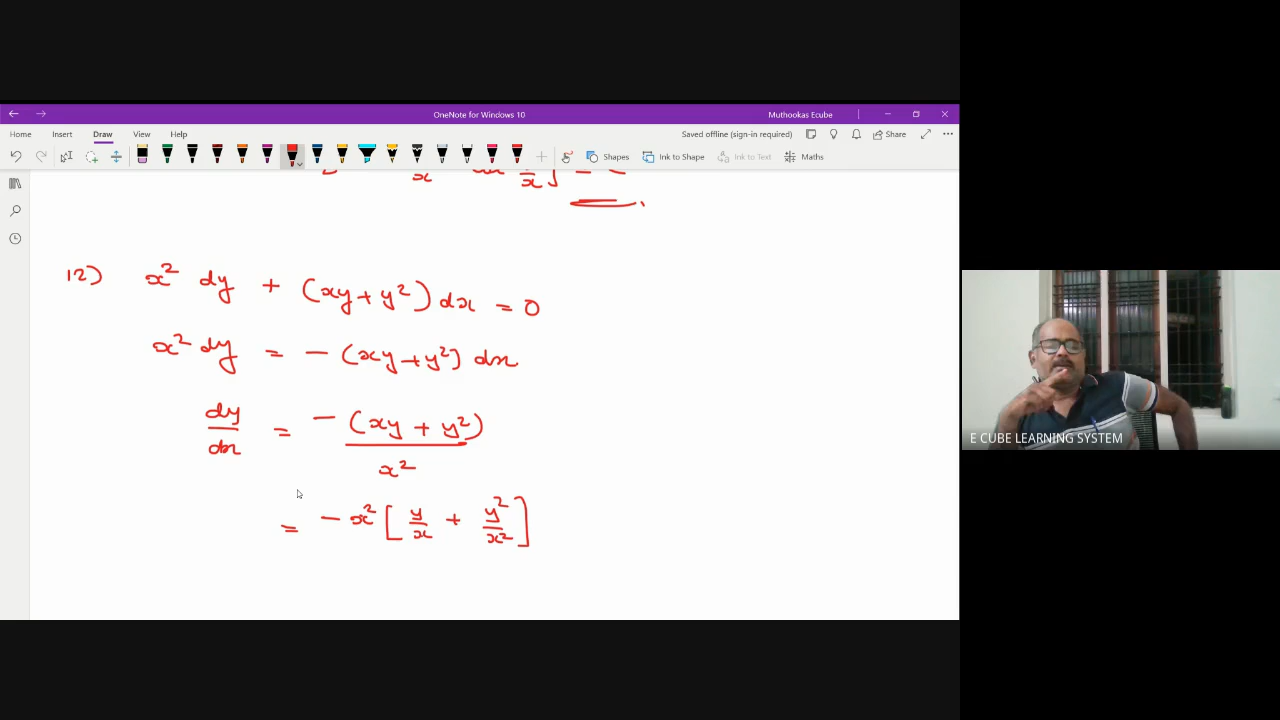 OneNote for Windows 10
Muthookas Ecube
Home Insert Draw View Help
Saved offline (sign-in required)
Share
Shapes
Ink to Shape
Ink to Text
Maths
12) x² dy + (xy + y²) dx = 0
x² dy = - (xy + y²) dx
dy/dx = - (xy + y²) / x²
= - x² [ y/x + y²/x² ]
E CUBE LEARNING SYSTEM